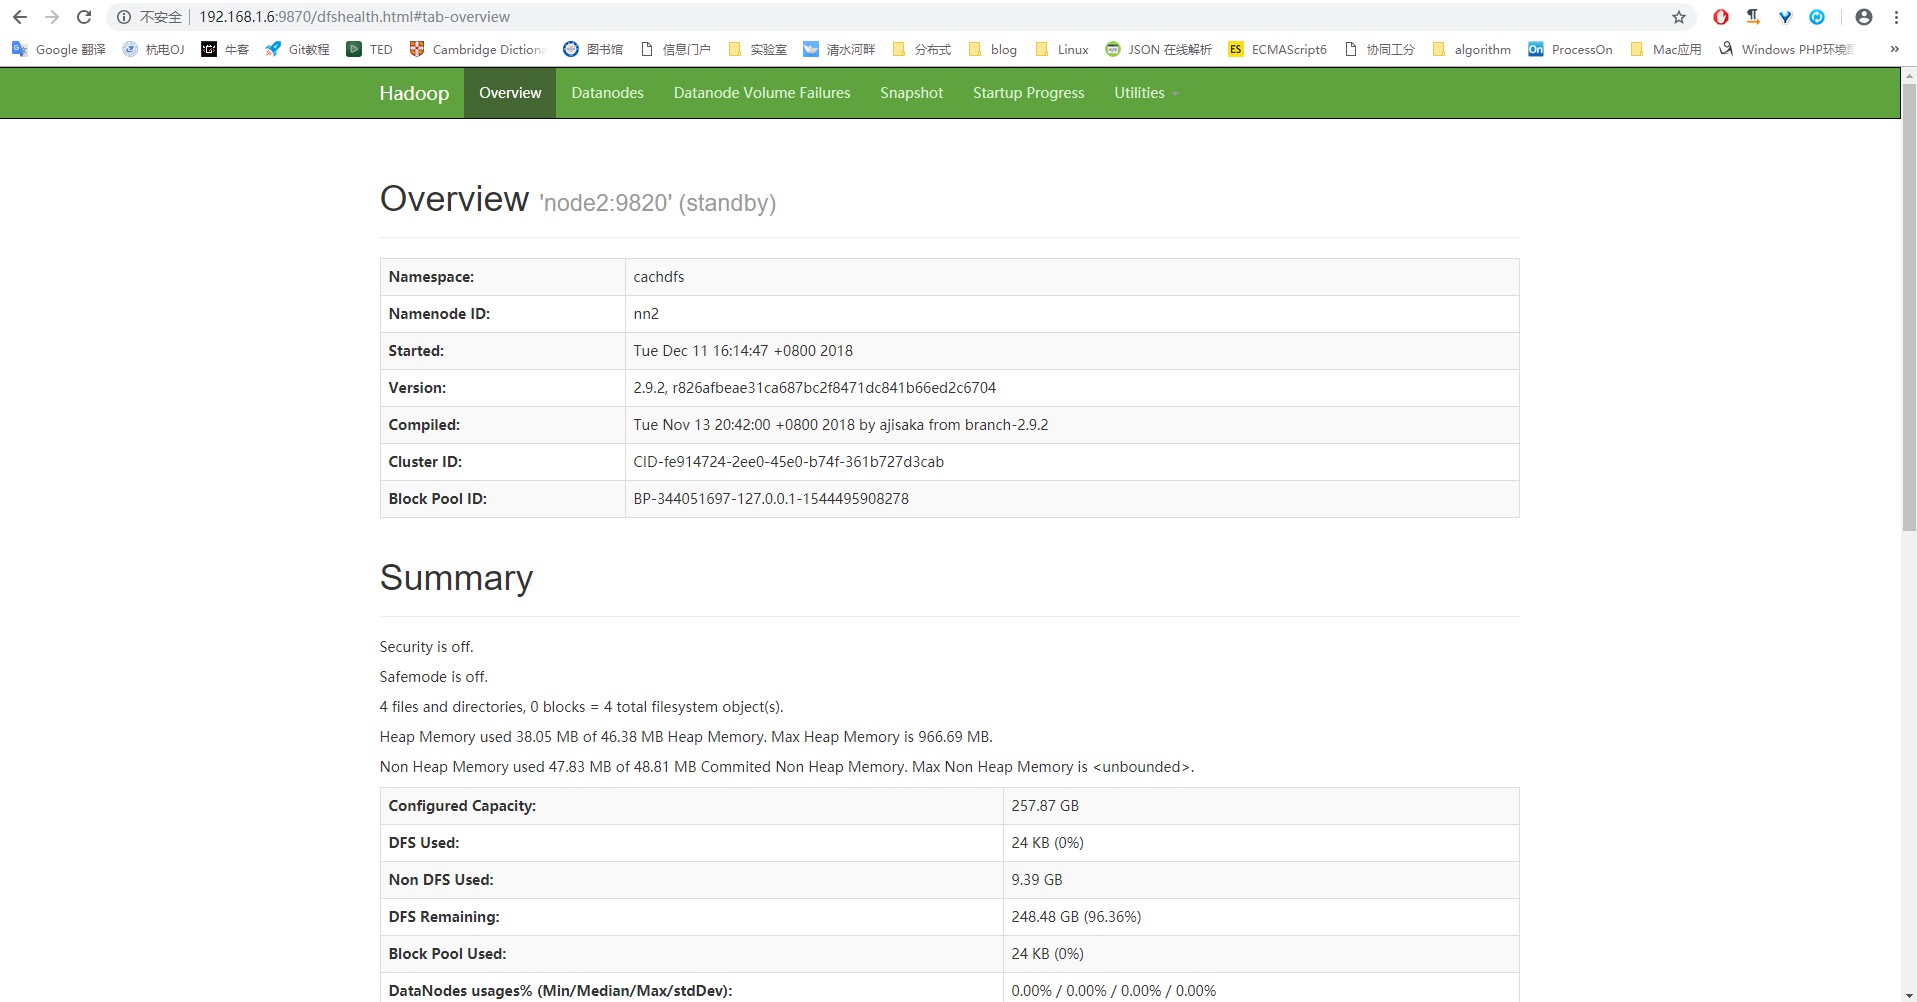 不安全 | 192.168.1.6:9870/dfshealth.html#tab-overview
Google 翻译 杭电OJ 牛客 Git教程 TED Cambridge Dictiona 图书馆 信息门户 实验室 清水河畔 分布式 blog Linux JSON 在线解析 ES ECMAScript6 协同工分 algorithm On ProcessOn Mac应用 Windows PHP环境 »
Hadoop Overview Datanodes Datanode Volume Failures Snapshot Startup Progress Utilities
Overview 'node2:9820' (standby)
Namespace: cachdfs
Namenode ID: nn2
Started: Tue Dec 11 16:14:47 +0800 2018
Version: 2.9.2, r826afbeae31ca687bc2f8471dc841b66ed2c6704
Compiled: Tue Nov 13 20:42:00 +0800 2018 by ajisaka from branch-2.9.2
Cluster ID: CID-fe914724-2ee0-45e0-b74f-361b727d3cab
Block Pool ID: BP-344051697-127.0.0.1-1544495908278
Summary
Security is off.
Safemode is off.
4 files and directories, 0 blocks = 4 total filesystem object(s).
Heap Memory used 38.05 MB of 46.38 MB Heap Memory. Max Heap Memory is 966.69 MB.
Non Heap Memory used 47.83 MB of 48.81 MB Commited Non Heap Memory. Max Non Heap Memory is <unbounded>.
Configured Capacity: 257.87 GB
DFS Used: 24 KB (0%)
Non DFS Used: 9.39 GB
DFS Remaining: 248.48 GB (96.36%)
Block Pool Used: 24 KB (0%)
DataNodes usages% (Min/Median/Max/stdDev): 0.00% / 0.00% / 0.00% / 0.00%